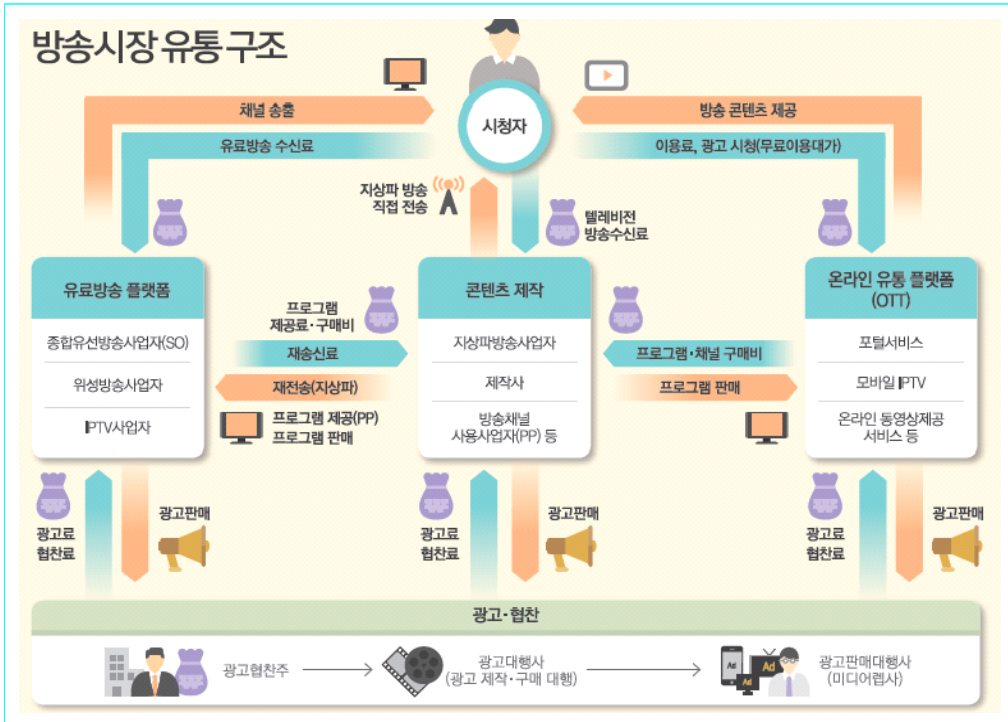 방송시장 유통 구조
채널 송출
유료방송 수신료
시청자
방송 콘텐츠 제공
이용료, 광고 시청(무료이용대가)
지상파 방송
직접 전송
텔레비전
방송수신료
유료방송 플랫폼
종합유선방송사업자(SO)
위성방송사업자
IPTV사업자
프로그램
제공료·구매비
재송신료
재전송(지상파)
프로그램 제공(PP)
프로그램 판매
콘텐츠 제작
지상파방송사업자
제작사
방송채널
사용사업자(PP) 등
프로그램·채널 구매비
프로그램 판매
온라인 유통 플랫폼
(OTT)
포털서비스
모바일 IPTV
온라인 동영상제공
서비스 등
광고료
협찬료
광고판매
광고료
협찬료
광고판매
광고료
협찬료
광고판매
광고·협찬
광고협찬주
광고대행사
(광고 제작·구매 대행)
Ad
Ad
Ad
광고판매대행사
(미디어렙사)